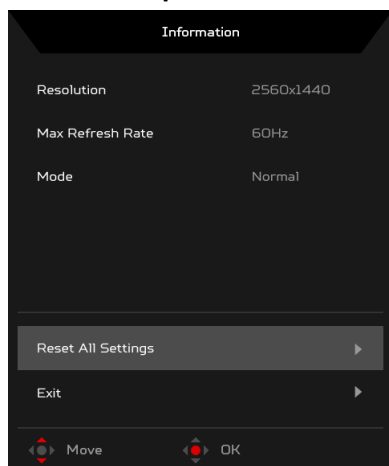 Information
Resolution 2560x1440
Max Refresh Rate 60Hz
Mode Normal
Reset All Settings
Exit
Move OK